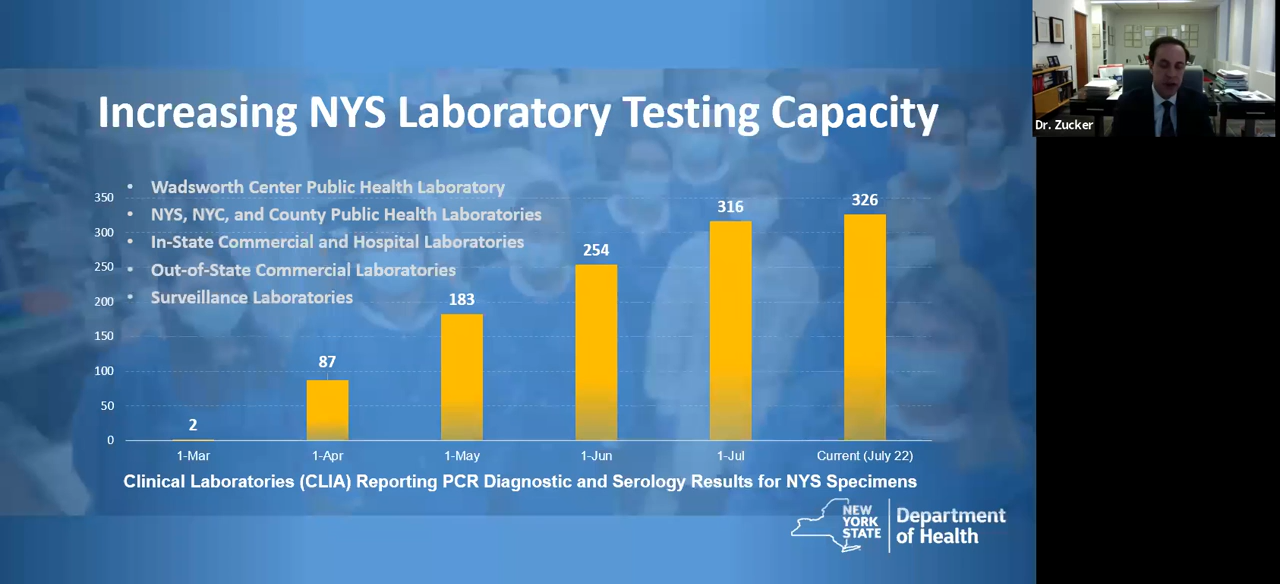 Increasing NYS Laboratory Testing Capacity
Dr. Zucker
• Wadsworth Center Public Health Laboratory
• NYS, NYC, and County Public Health Laboratories
• In-State Commercial and Hospital Laboratories
• Out-of-State Commercial Laboratories
• Surveillance Laboratories
350
300
250
200
150
100
50
0
2
87
183
254
316
326
1-Mar
1-Apr
1-May
1-Jun
1-Jul
Current (July 22)
Clinical Laboratories (CLIA) Reporting PCR Diagnostic and Serology Results for NYS Specimens
NEW
YORK
STATE
Department
of Health